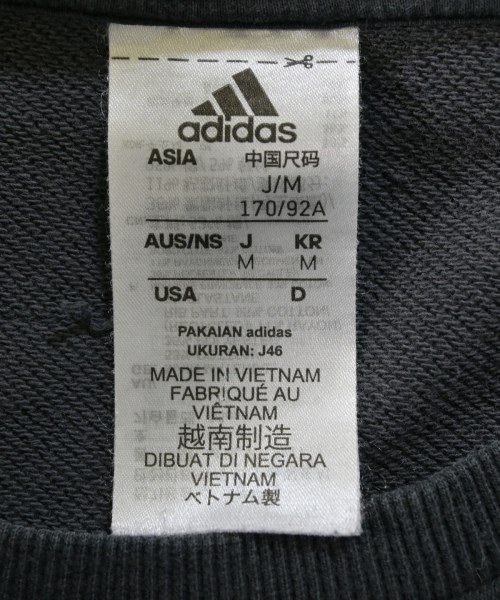 adidas
ASIA 中国尺码
J/M
170/92A
AUS/NS J KR
M M
USA D
PAKAIAN adidas
UKURAN: J46
MADE IN VIETNAM
FABRIQUÉ AU
VIÊTNAM
越南制造
DIBUAT DI NEGARA
VIETNAM
ベトナム製